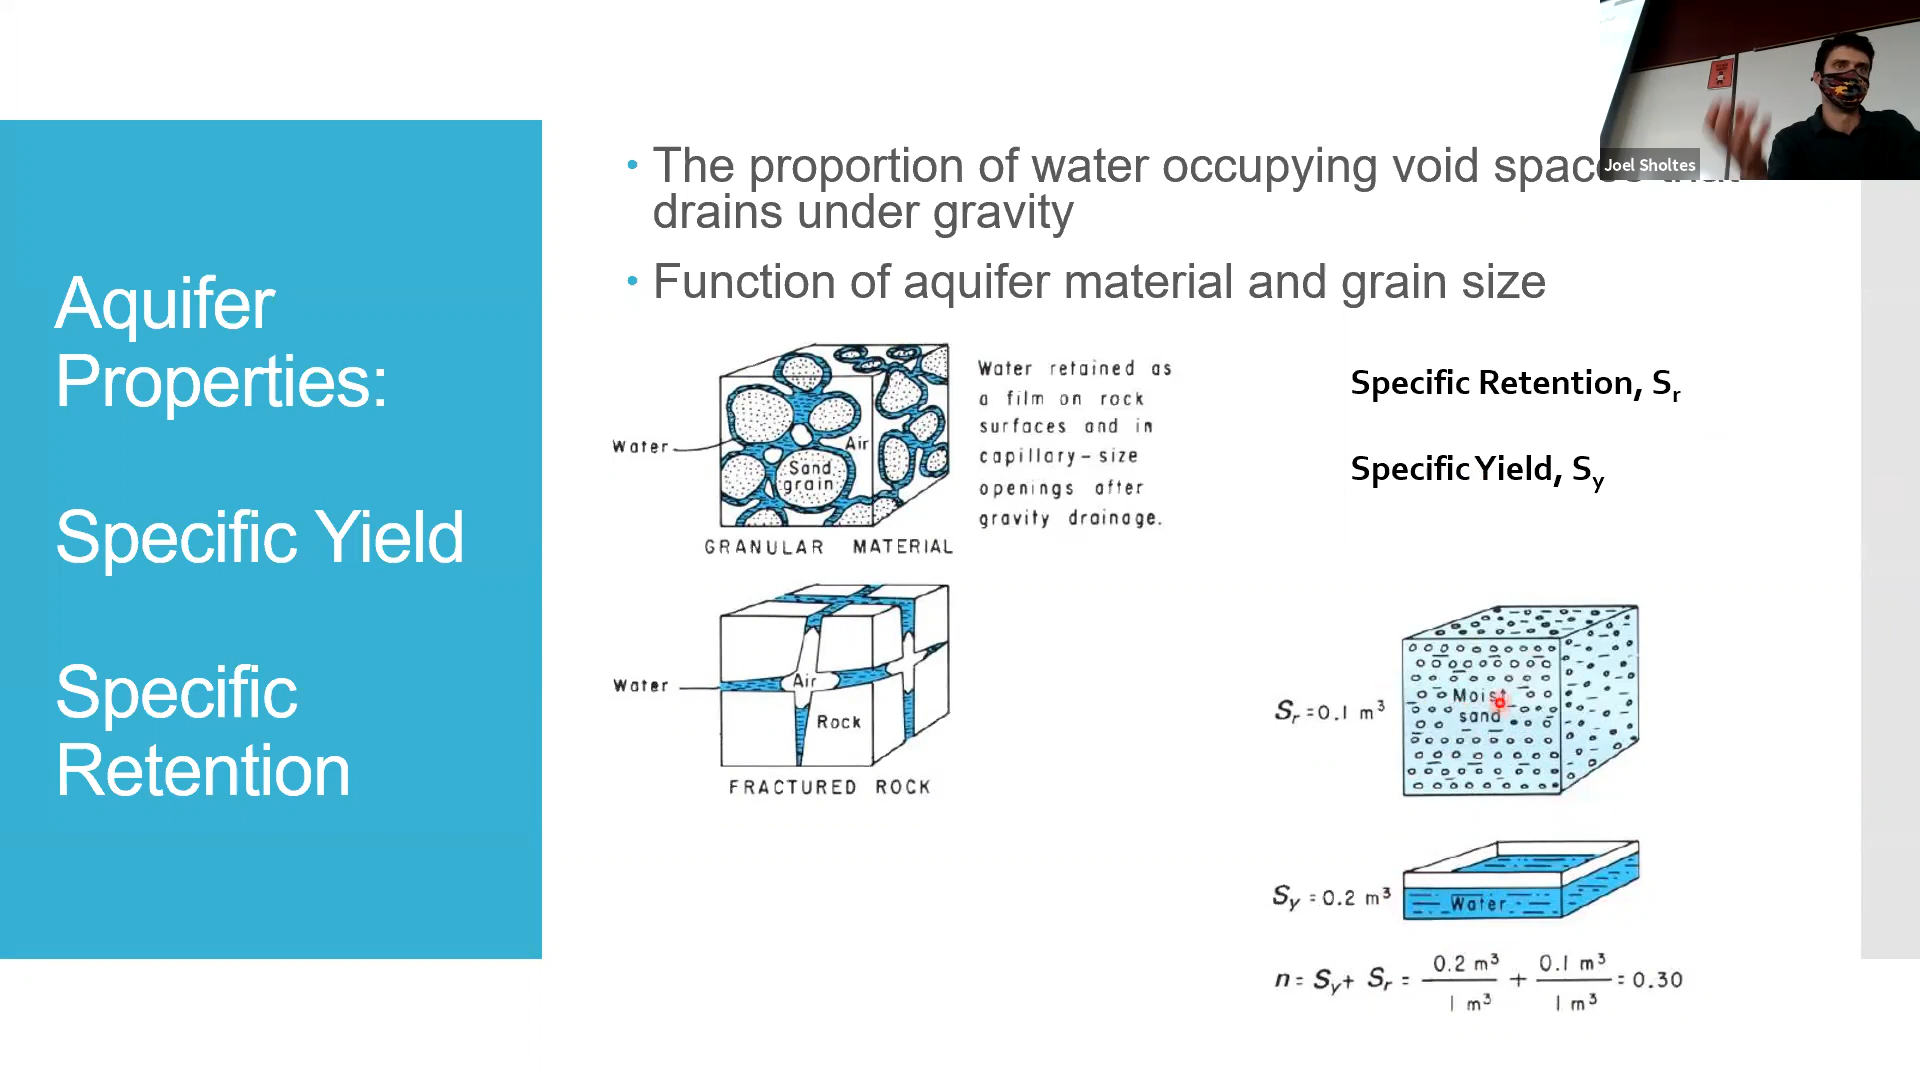 Aquifer
Properties:
Specific Yield
Specific
Retention
• The proportion of water occupying void
drains under gravity
• Function of aquifer material and grain size
Joel Sholtes
Water
Air
Sand
grain
GRANULAR MATERIAL
Water retained as
a film on rock
surfaces and in
capillary-size
openings after
gravity drainage.
Water
Air
Rock
FRACTURED ROCK
Specific Retention, Sr
Specific Yield, Sy
Sr = 0.1 m³
Moist
sand
Sy = 0.2 m³
Water
n = Sy + Sr = 0.2 m³ / 1 m³ + 0.1 m³ / 1 m³ = 0.30